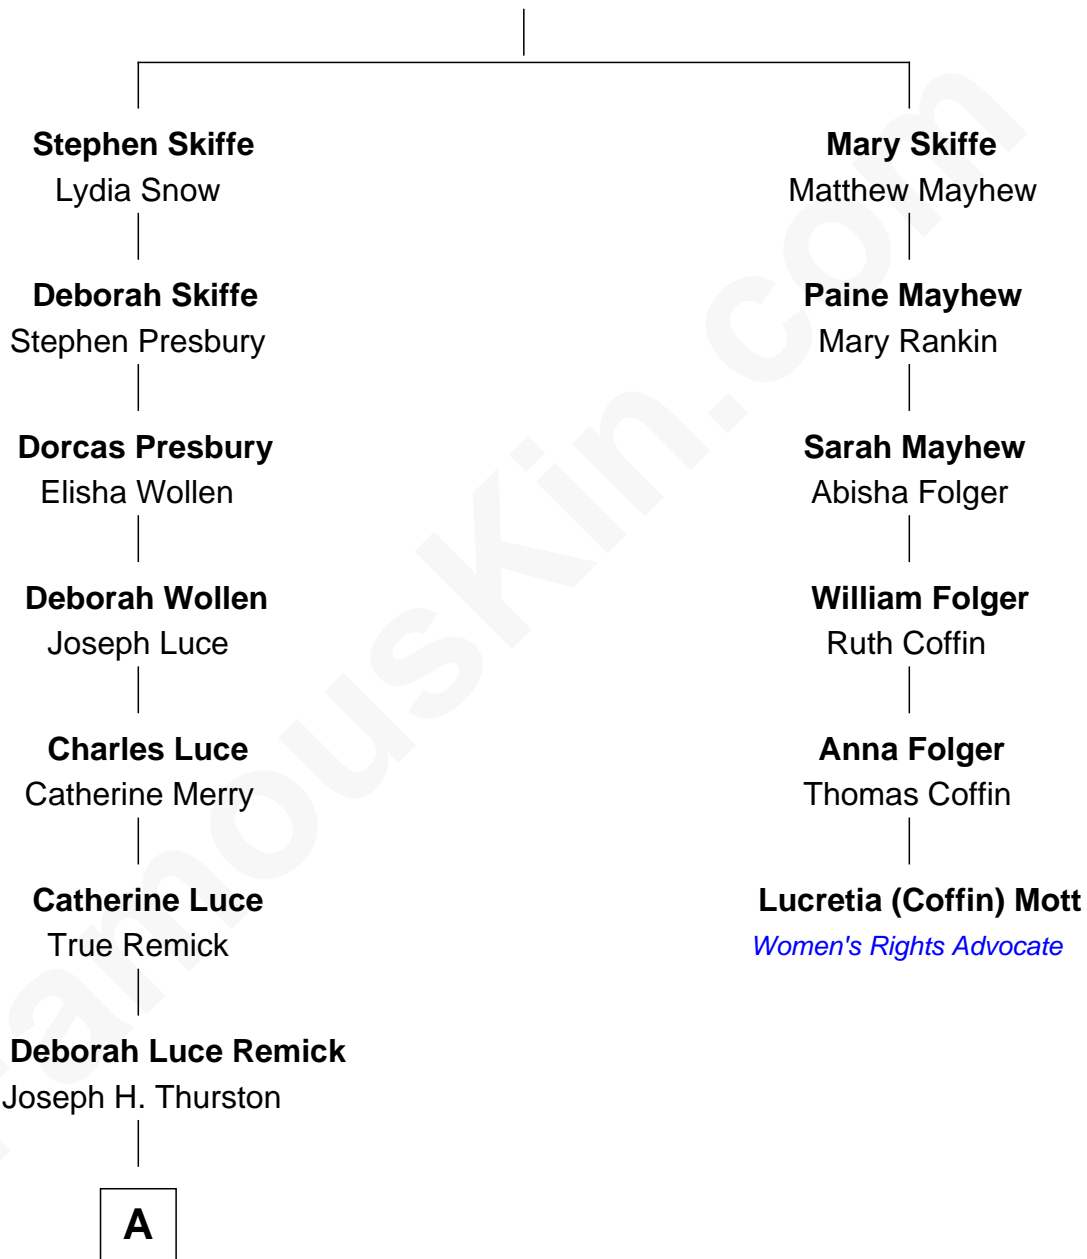 Stephen Skiffe
Lydia Snow
Deborah Skiffe
Stephen Presbury
Dorcas Presbury
Elisha Wollen
Deborah Wollen
Joseph Luce
Charles Luce
Catherine Merry
Catherine Luce
True Remick
Deborah Luce Remick
Joseph H. Thurston
A
Mary Skiffe
Matthew Mayhew
Paine Mayhew
Mary Rankin
Sarah Mayhew
Abisha Folger
William Folger
Ruth Coffin
Anna Folger
Thomas Coffin
Lucretia (Coffin) Mott
Women's Rights Advocate
FamousKin.com